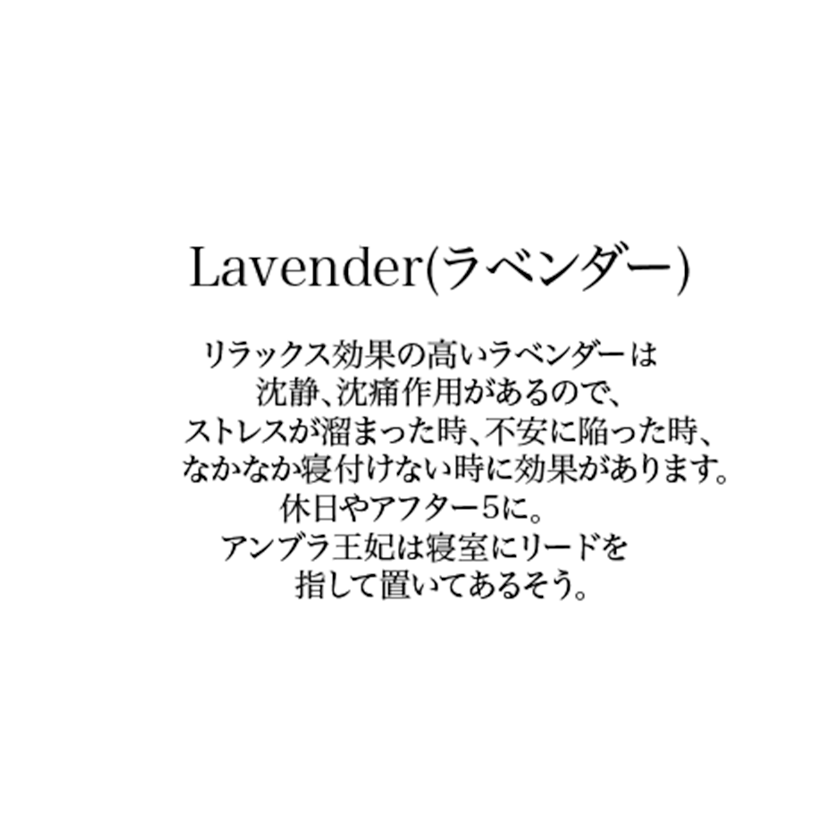 Lavender(ラベンダー)
リラックス効果の高いラベンダーは
沈静、沈痛作用があるので、
ストレスが溜まった時、不安に陥った時、
なかなか寝付けない時に効果があります。
休日やアフター5に。
アンブラ王妃は寝室にリードを
指して置いてあるそう。